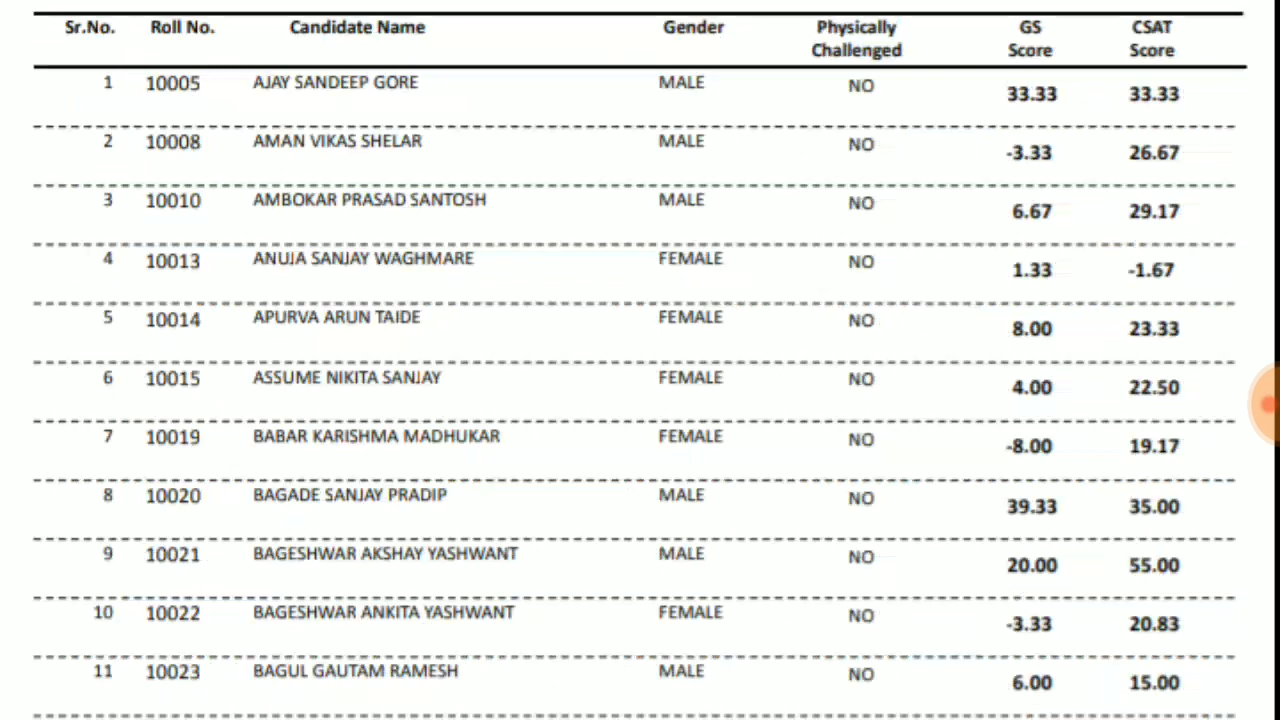 Sr.No. Roll No. Candidate Name Gender Physically Challenged GS Score CSAT Score
1 10005 AJAY SANDEEP GORE MALE NO 33.33 33.33
2 10008 AMAN VIKAS SHELAR MALE NO -3.33 26.67
3 10010 AMBOKAR PRASAD SANTOSH MALE NO 6.67 29.17
4 10013 ANUJA SANJAY WAGHMARE FEMALE NO 1.33 -1.67
5 10014 APURVA ARUN TAIDE FEMALE NO 8.00 23.33
6 10015 ASSUME NIKITA SANJAY FEMALE NO 4.00 22.50
7 10019 BABAR KARISHMA MADHUKAR FEMALE NO -8.00 19.17
8 10020 BAGADE SANJAY PRADIP MALE NO 39.33 35.00
9 10021 BAGESHWAR AKSHAY YASHWANT MALE NO 20.00 55.00
10 10022 BAGESHWAR ANKITA YASHWANT FEMALE NO -3.33 20.83
11 10023 BAGUL GAUTAM RAMESH MALE NO 6.00 15.00